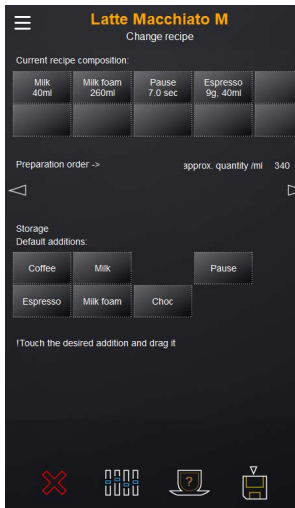 Latte Macchiato M
Change recipe
Current recipe composition:
Milk Milk foam Pause Espresso
40ml 260ml 7.0 sec 9g, 40ml
Preparation order -> approx. quantity /ml 340
Storage
Default additions:
Coffee Milk Pause
Espresso Milk foam Choc
!Touch the desired addition and drag it
?